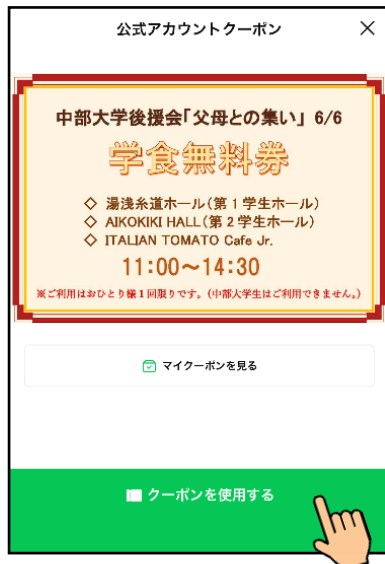 公式アカウントクーポン
中部大学後援会「父母との集い」 6/6
学食無料券
◇ 湯浅糸道ホール(第1学生ホール)
◇ AIKOKIKI HALL(第2学生ホール)
◇ ITALIAN TOMATO Cafe Jr.
11:00～14:30
※ご利用はおひとり様1回限りです。(中部大学生はご利用できません。)
マイクーポンを見る
クーポンを使用する